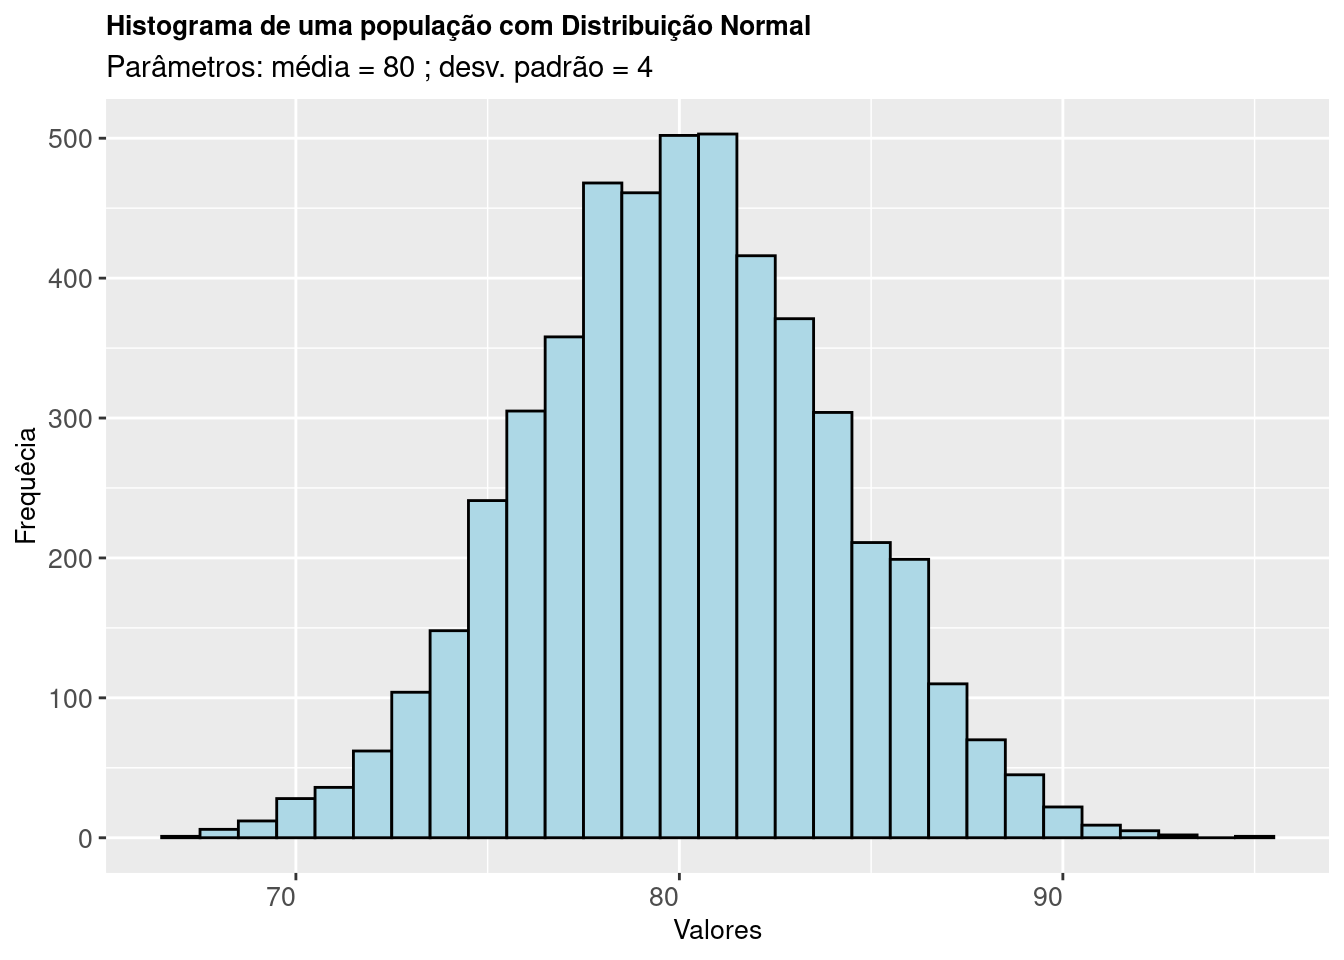 Histograma de uma população com Distribuição Normal
Parâmetros: média = 80 ; desv. padrão = 4
500
400
300
200
100
0
Frequêcia
70
80
90
Valores